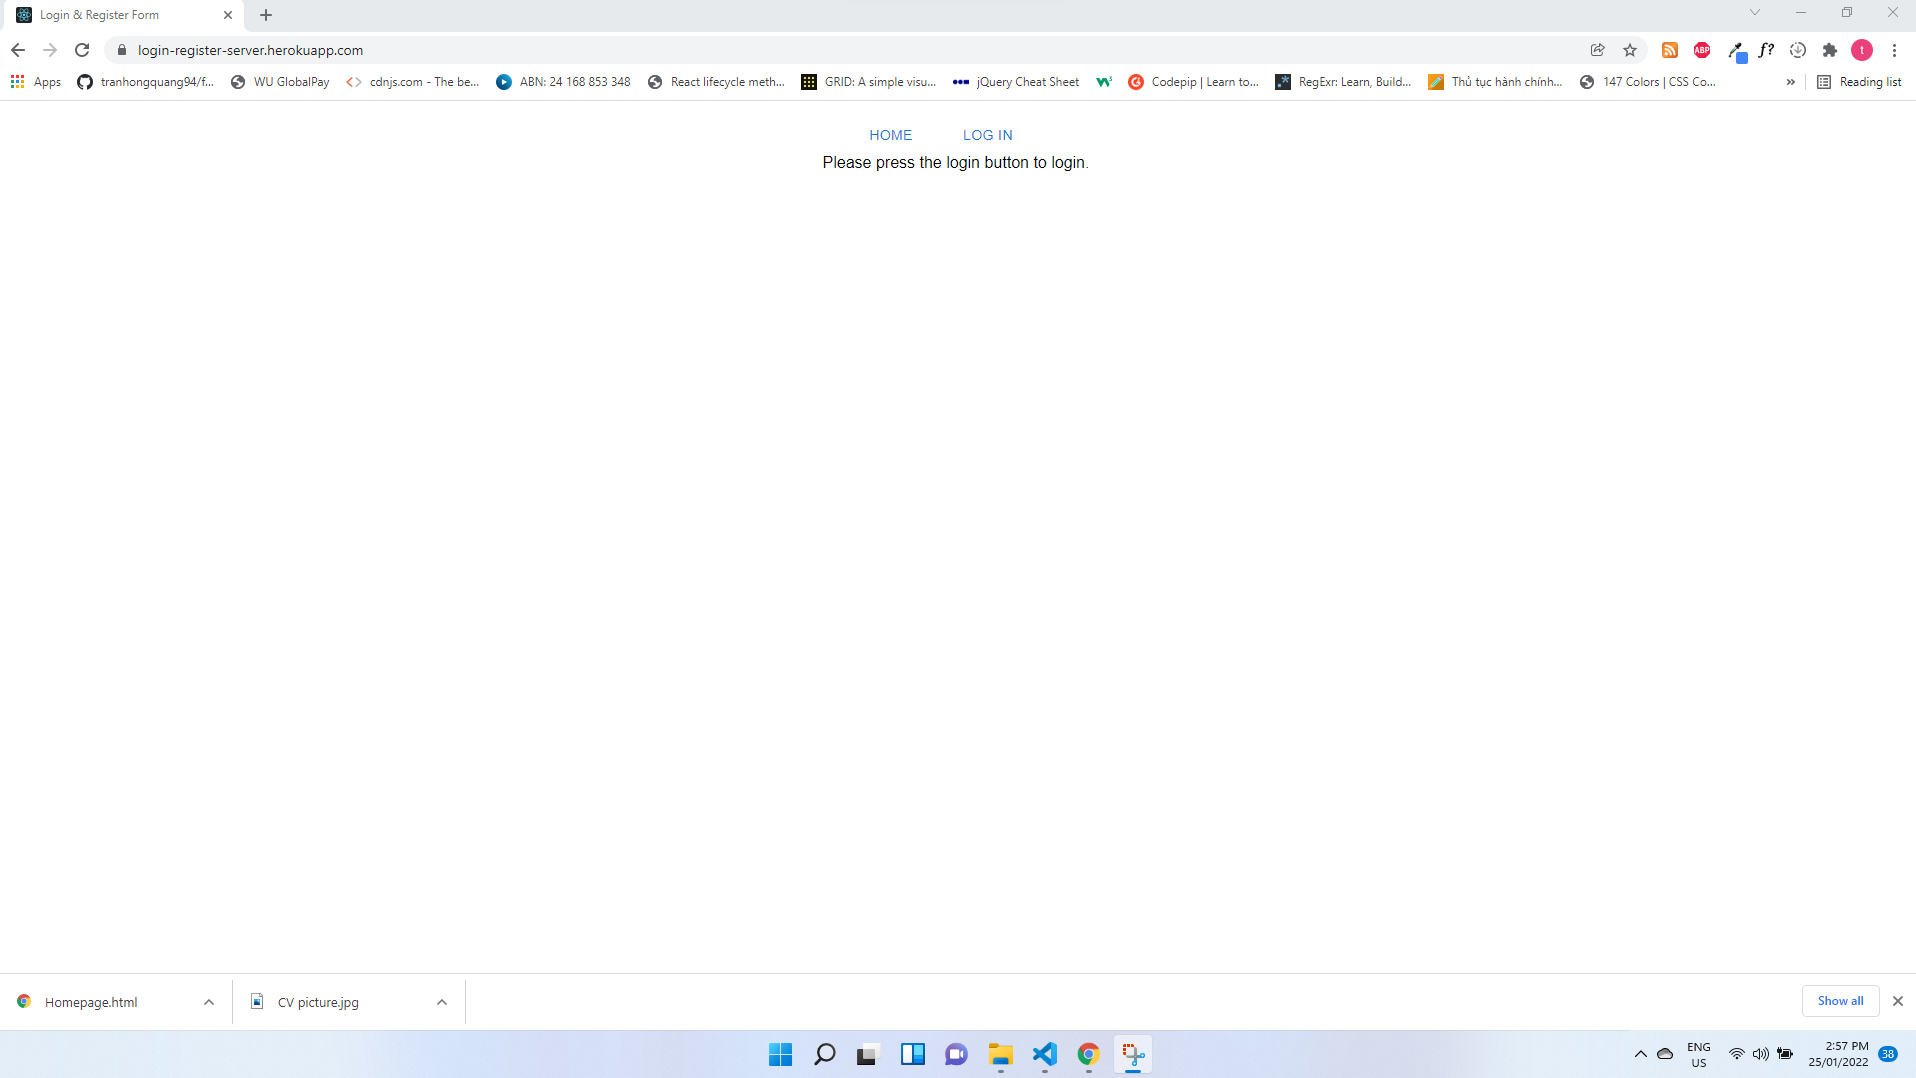 Login & Register Form
login-register-server.herokuapp.com
ABP
f?
t
Apps
tranhongquang94/f...
WU GlobalPay
cdnjs.com - The be...
ABN: 24 168 853 348
React lifecycle meth...
GRID: A simple visu...
jQuery Cheat Sheet
Codepip | Learn to...
RegExr: Learn, Build...
Thủ tục hành chính...
147 Colors | CSS Co...
»
Reading list
HOME
LOG IN
Please press the login button to login.
Homepage.html
CV picture.jpg
Show all
ENG
US
2:57 PM
25/01/2022
38